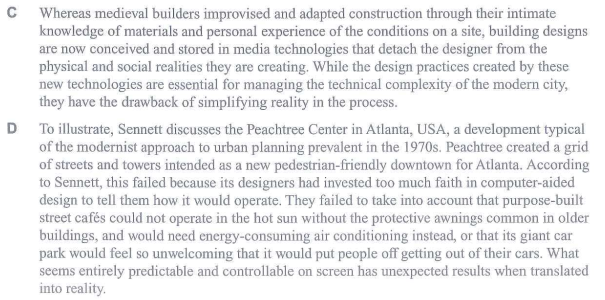 C Whereas medieval builders improvised and adapted construction through their intimate
knowledge of materials and personal experience of the conditions on a site, building designs
are now conceived and stored in media technologies that detach the designer from the
physical and social realities they are creating. While the design practices created by these
new technologies are essential for managing the technical complexity of the modern city,
they have the drawback of simplifying reality in the process.
D To illustrate, Sennett discusses the Peachtree Center in Atlanta, USA, a development typical
of the modernist approach to urban planning prevalent in the 1970s. Peachtree created a grid
of streets and towers intended as a new pedestrian-friendly downtown for Atlanta. According
to Sennett, this failed because its designers had invested too much faith in computer-aided
design to tell them how it would operate. They failed to take into account that purpose-built
street cafés could not operate in the hot sun without the protective awnings common in older
buildings, and would need energy-consuming air conditioning instead, or that its giant car
park would feel so unwelcoming that it would put people off getting out of their cars. What
seems entirely predictable and controllable on screen has unexpected results when translated
into reality.